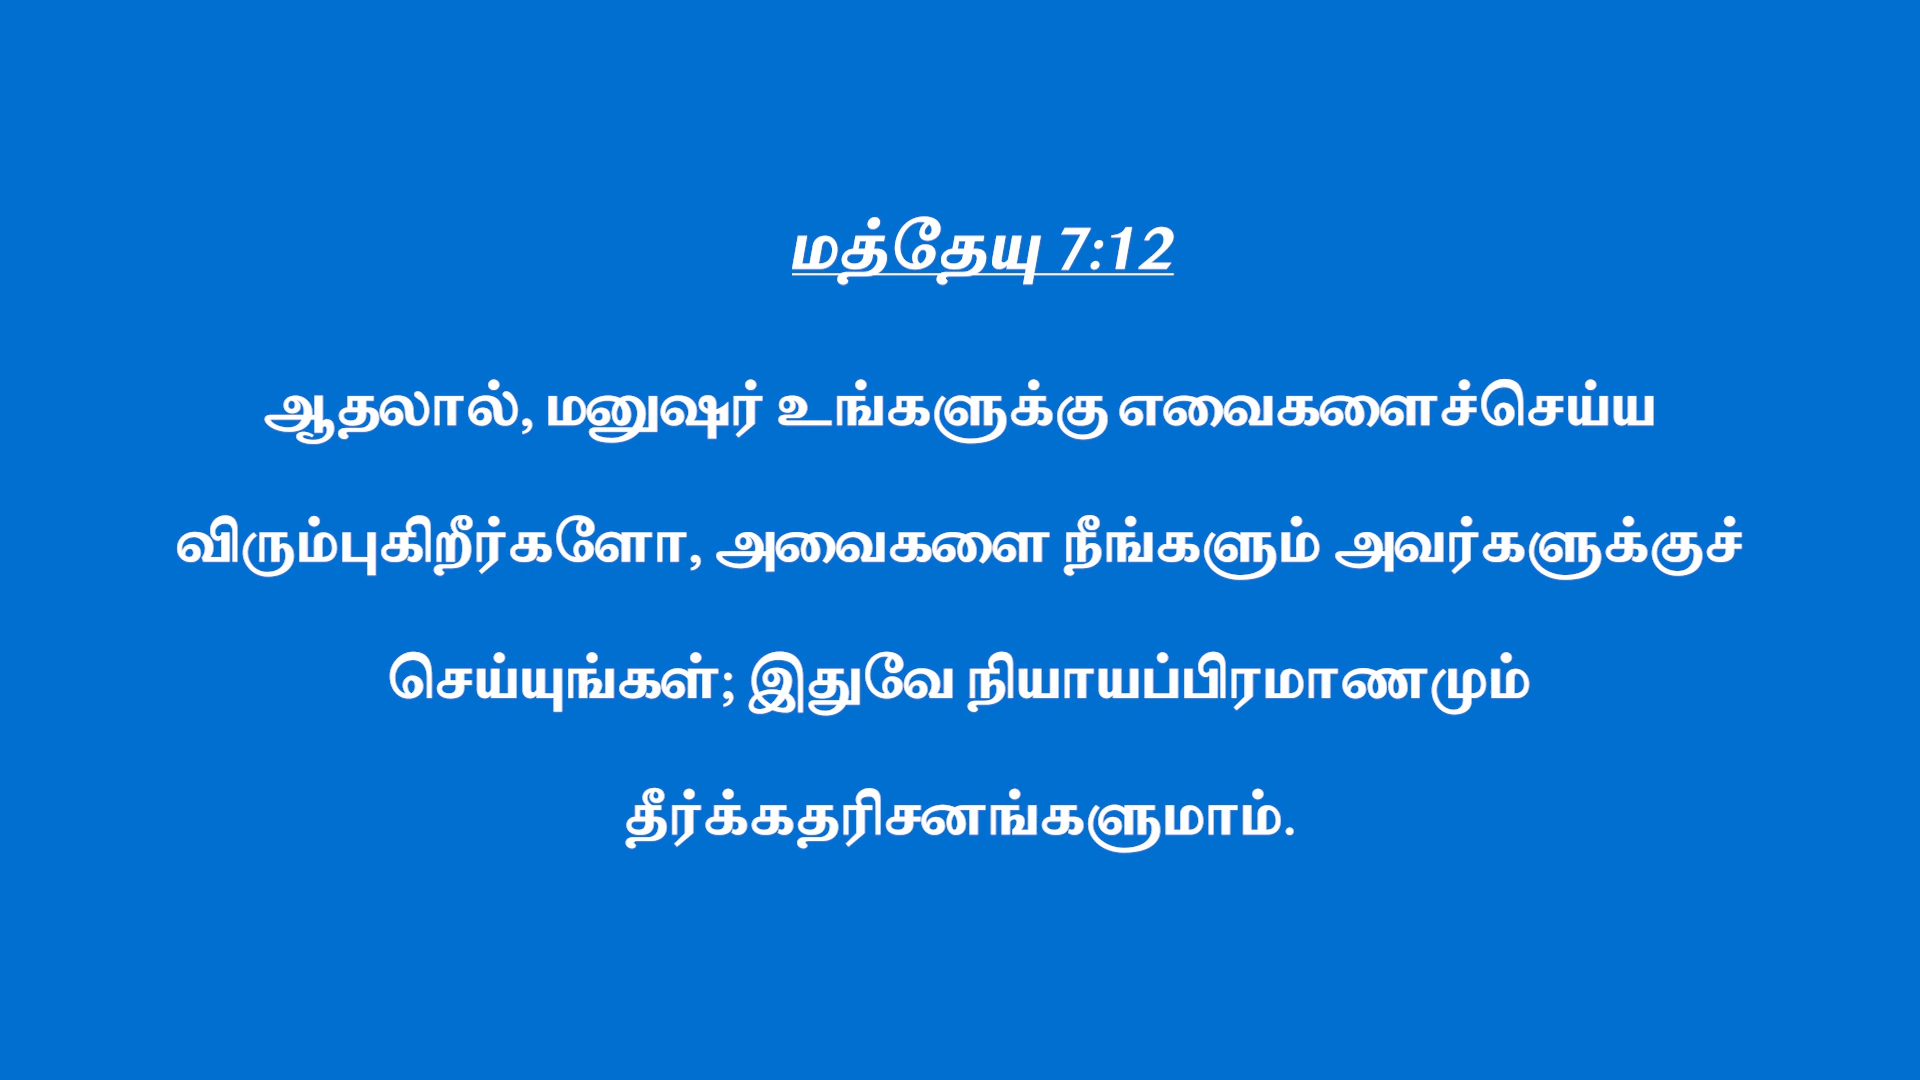 மத்தேயு 7:12
ஆதலால், மனுஷர் உங்களுக்கு எவைகளைச்செய்ய
விரும்புகிறீர்களோ, அவைகளை நீங்களும் அவர்களுக்குச்
செய்யுங்கள்; இதுவே நியாயப்பிரமாணமும்
தீர்க்கதரிசனங்களுமாம்.